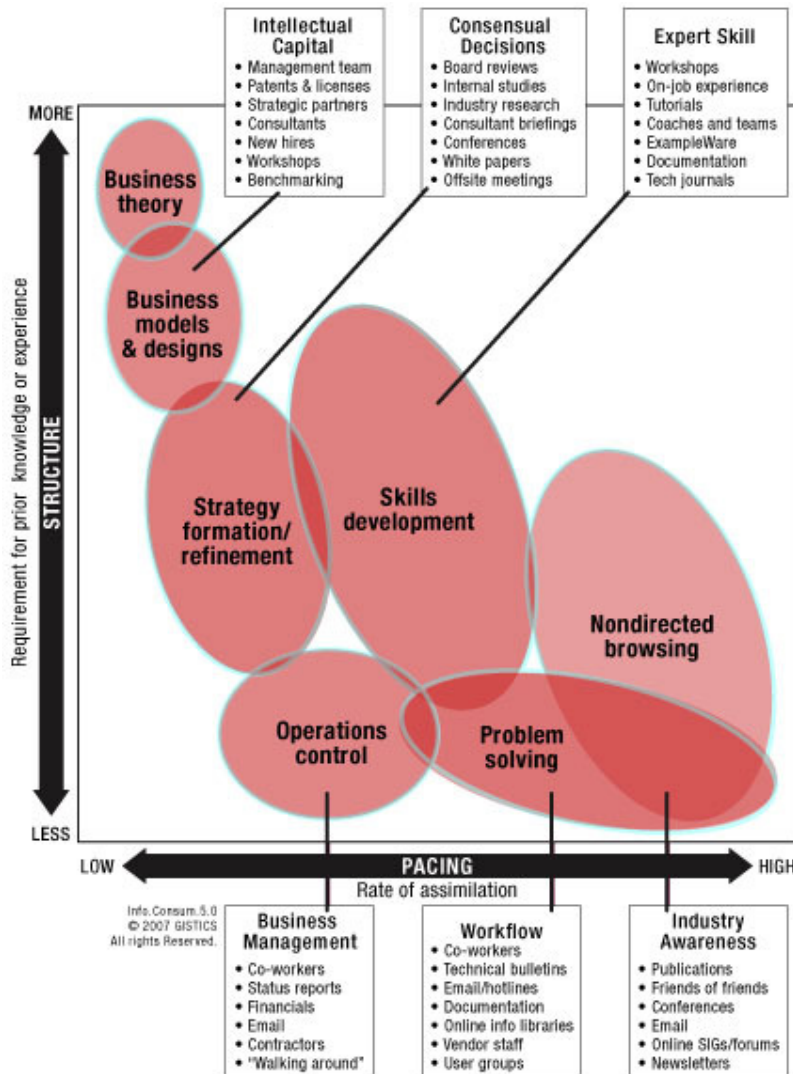 Intellectual
Capital
• Management team
• Patents & licenses
• Strategic partners
• Consultants
• New hires
• Workshops
• Benchmarking
Consensual
Decisions
• Board reviews
• Internal studies
• Industry research
• Consultant briefings
• Conferences
• White papers
• Offsite meetings
Expert Skill
• Workshops
• On-job experience
• Tutorials
• Coaches and teams
• ExampleWare
• Documentation
• Tech journals
MORE
Requirement for prior knowledge or experience
STRUCTURE
LESS
Business
theory
Business
models
& designs
Strategy
formation/
refinement
Skills
development
Nondirected
browsing
Operations
control
Problem
solving
LOW
PACING
HIGH
Rate of assimilation
Info.Consum.5.0
© 2007 GISTICS
All rights Reserved.
Business
Management
• Co-workers
• Status reports
• Financials
• Email
• Contractors
• "Walking around"
Workflow
• Co-workers
• Technical bulletins
• Email/hotlines
• Documentation
• Online info libraries
• Vendor staff
• User groups
Industry
Awareness
• Publications
• Friends of friends
• Conferences
• Email
• Online SIGs/forums
• Newsletters